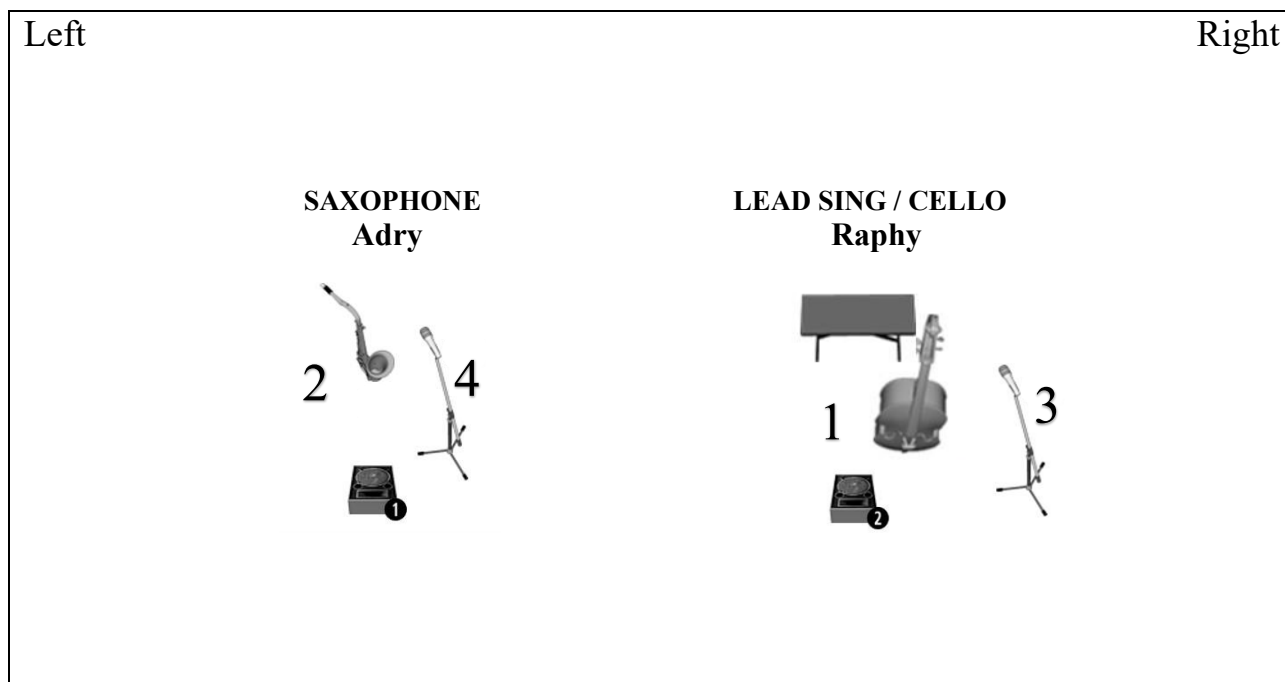 Left
Right
SAXOPHONE
Adry
LEAD SING / CELLO
Raphy
2
4
1
3
1
2